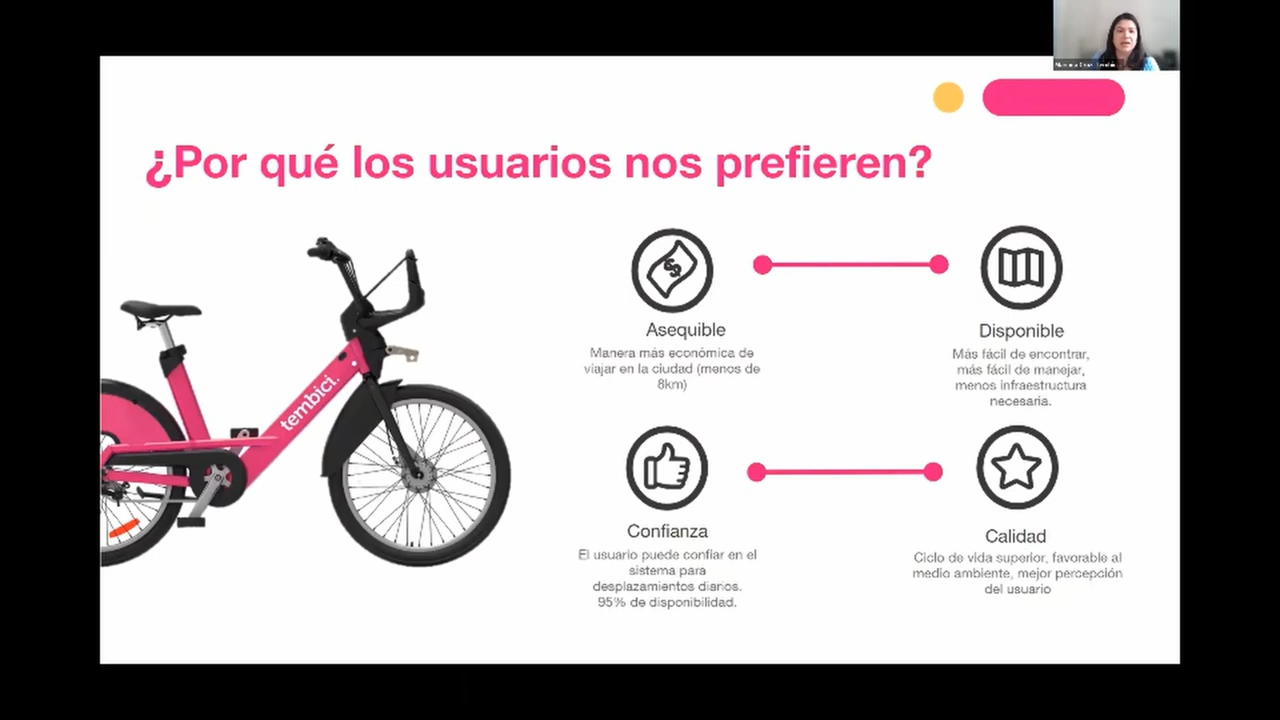 ¿Por qué los usuarios nos prefieren?
tembici.
$
Asequible
Manera más económica de
viajar en la ciudad (menos de
8km)
Disponible
Más fácil de encontrar,
más fácil de manejar,
menos infraestructura
necesaria.
Confianza
El usuario puede confiar en el
sistema para
desplazamientos diarios.
95% de disponibilidad.
Calidad
Ciclo de vida superior, favorable al
medio ambiente, mejor percepción
del usuario